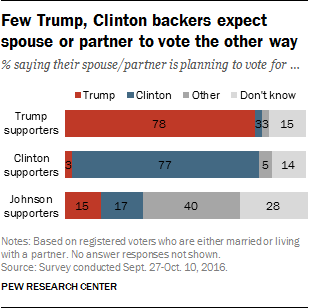 Few Trump, Clinton backers expect
spouse or partner to vote the other way
% saying their spouse/partner is planning to vote for ...
Trump Clinton Other Don't know
Trump supporters 78 3 3 15
Clinton supporters 3 77 5 14
Johnson supporters 15 17 40 28
Notes: Based on registered voters who are either married or living
with a partner. No answer responses not shown.
Source: Survey conducted Sept. 27-Oct. 10, 2016.
PEW RESEARCH CENTER